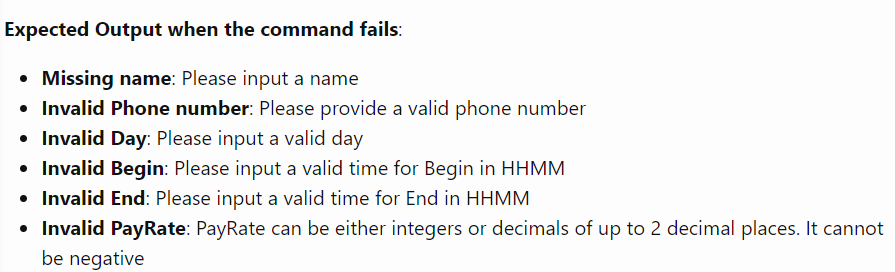 Expected Output when the command fails:
• Missing name: Please input a name
• Invalid Phone number: Please provide a valid phone number
• Invalid Day: Please input a valid day
• Invalid Begin: Please input a valid time for Begin in HHMM
• Invalid End: Please input a valid time for End in HHMM
• Invalid PayRate: PayRate can be either integers or decimals of up to 2 decimal places. It cannot
be negative